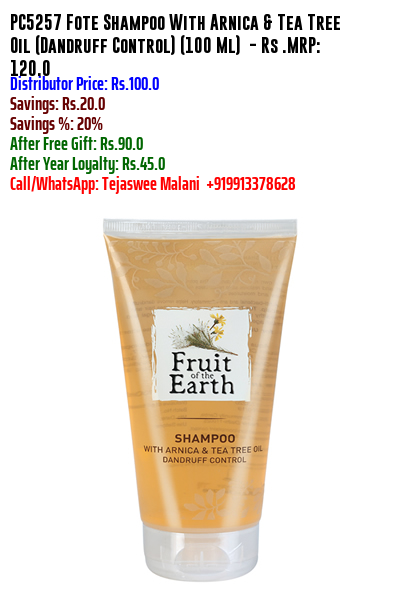 PC5257 Fote Shampoo With Arnica & Tea Tree
Oil (Dandruff Control) (100 Ml)  - Rs .MRP:
120.0
Distributor Price: Rs.100.0
Savings: Rs.20.0
Savings %: 20%
After Free Gift: Rs.90.0
After Year Loyalty: Rs.45.0
Call/WhatsApp: Tejaswee Malani  +919913378628
Fruit
of the
Earth
SHAMPOO
WITH ARNICA & TEA TREE OIL
DANDRUFF CONTROL